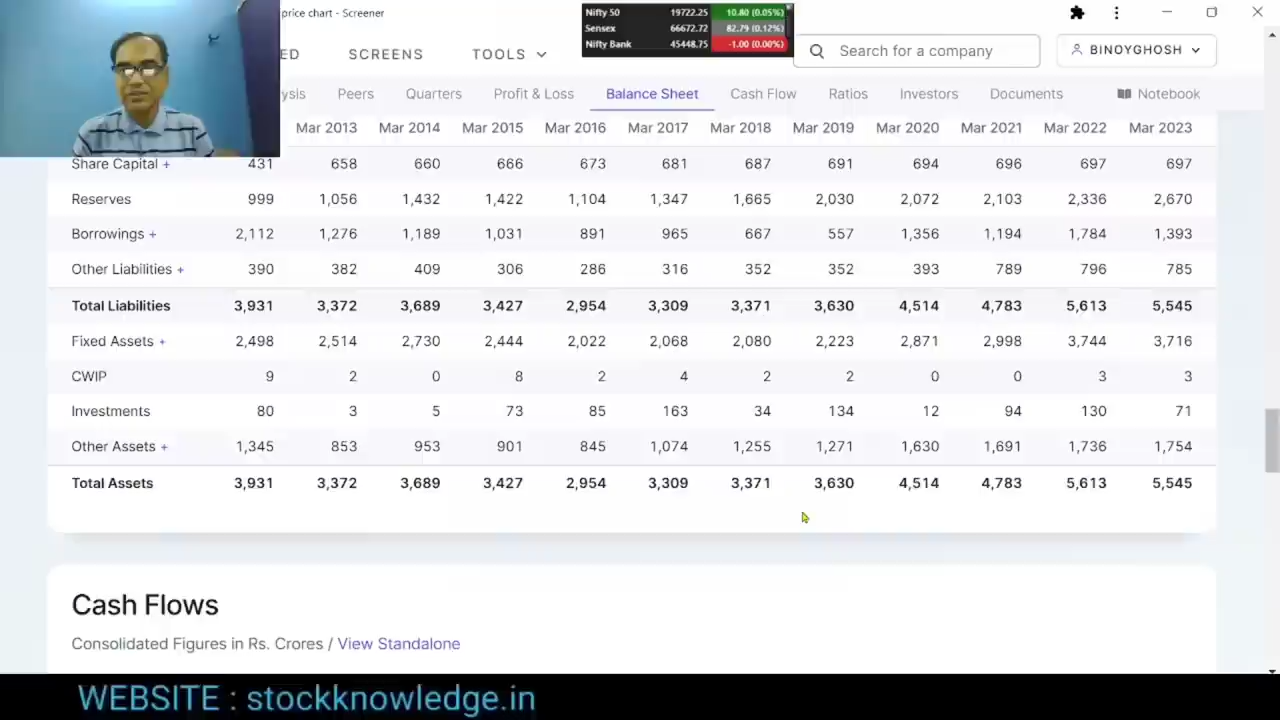 price chart - Screener
Nifty 50 19722.25 10.80 (0.05%)
Sensex 66672.72 82.79 (0.12%)
Nifty Bank 45448.75 -1.00 (0.00%)
ED SCREENS TOOLS Search for a company BINOYGHOSH
ysis Peers Quarters Profit & Loss Balance Sheet Cash Flow Ratios Investors Documents Notebook
Mar 2013 Mar 2014 Mar 2015 Mar 2016 Mar 2017 Mar 2018 Mar 2019 Mar 2020 Mar 2021 Mar 2022 Mar 2023
Share Capital + 431 658 660 666 673 681 687 691 694 696 697 697
Reserves 999 1,056 1,432 1,422 1,104 1,347 1,665 2,030 2,072 2,103 2,336 2,670
Borrowings + 2,112 1,276 1,189 1,031 891 965 667 557 1,356 1,194 1,784 1,393
Other Liabilities + 390 382 409 306 286 316 352 352 393 789 796 785
Total Liabilities 3,931 3,372 3,689 3,427 2,954 3,309 3,371 3,630 4,514 4,783 5,613 5,545
Fixed Assets + 2,498 2,514 2,730 2,444 2,022 2,068 2,080 2,223 2,871 2,998 3,744 3,716
CWIP 9 2 0 8 2 4 2 2 0 0 3 3
Investments 80 3 5 73 85 163 34 134 12 94 130 71
Other Assets + 1,345 853 953 901 845 1,074 1,255 1,271 1,630 1,691 1,736 1,754
Total Assets 3,931 3,372 3,689 3,427 2,954 3,309 3,371 3,630 4,514 4,783 5,613 5,545
Cash Flows
Consolidated Figures in Rs. Crores / View Standalone
WEBSITE : stockknowledge.in